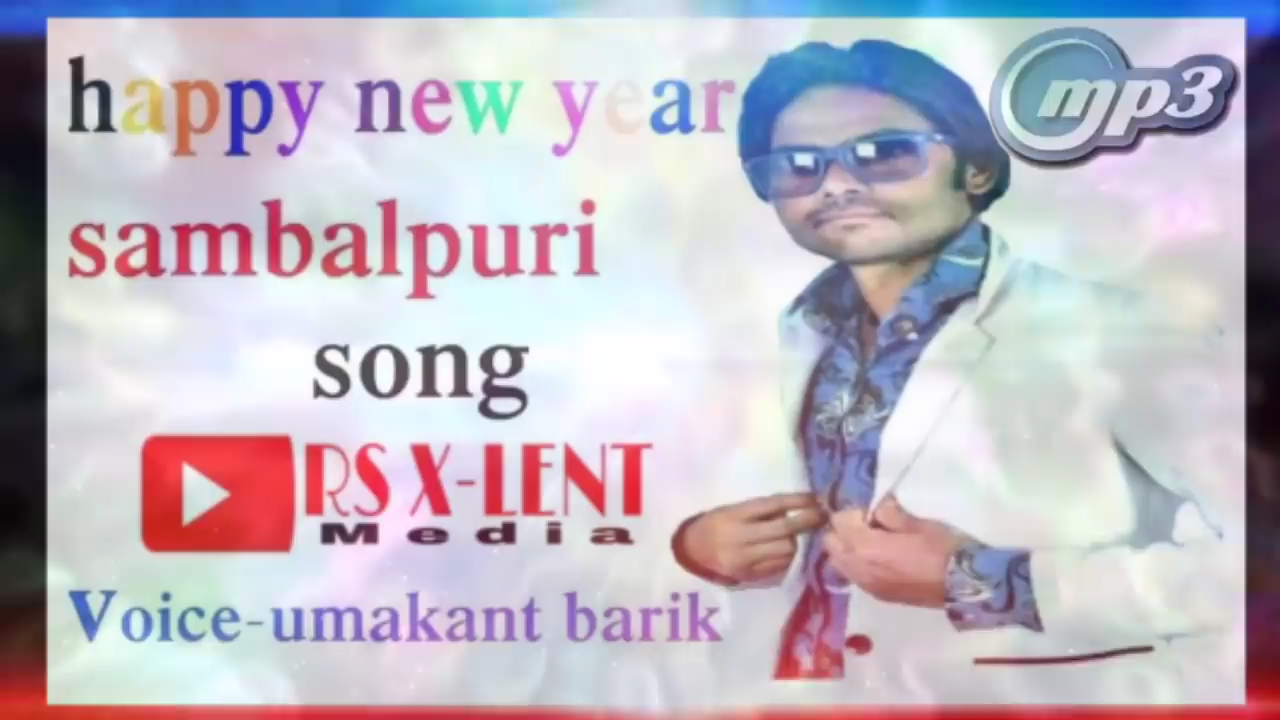 happy new year
mp3
sambalpuri
song
RS X-LENT
Media
Voice-umakant barik